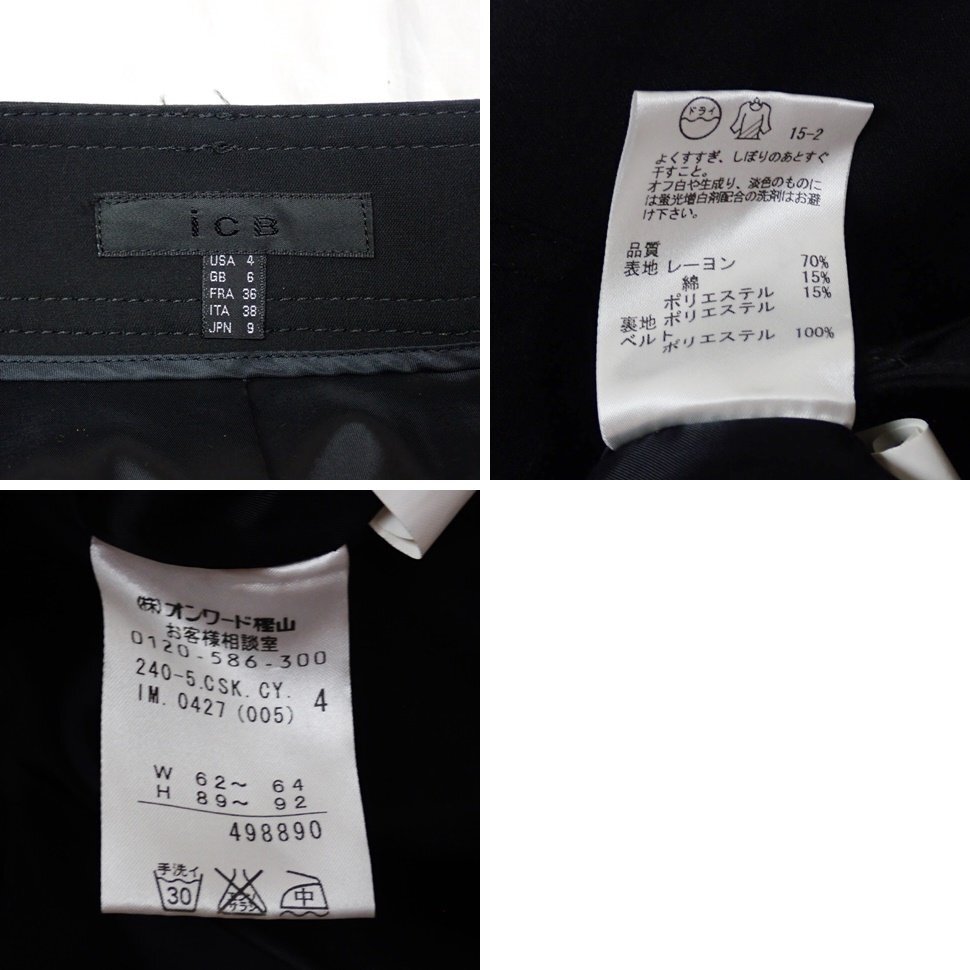 iCB
USA 4
GB 6
FRA 36
ITA 38
JPN 9
ドライ
15-2
よくすすぎ、しぼりのあとすぐ
干すこと。
オフ白や生成り、淡色のものに
は蛍光増白剤配合の洗剤はお避
け下さい。
品質
表地 レーヨン 70%
綿 15%
ポリエステル 15%
裏地 ポリエステル
ベルト
ポリエステル 100%
(株)オンワード樫山
お客様相談室
0120-586-300
240-5.CSK.CY. 4
IM. 0427 (005)
W 62〜 64
H 89〜 92
498890
手洗イ
30
エンソ
サラシ
中